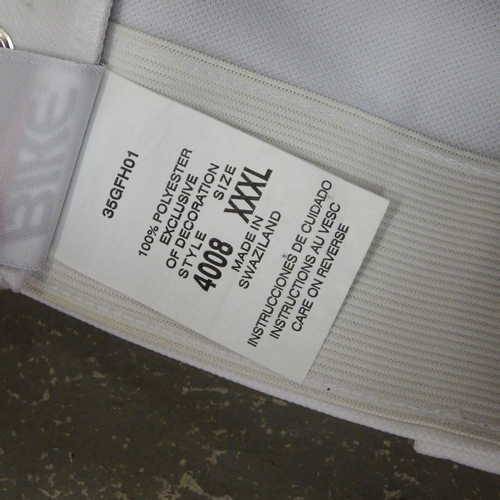 BIKE
35GFH01
100% POLYESTER
EXCLUSIVE
OF DECORATION
STYLE SIZE
4008 XXXL
MADE IN
SWAZILAND
INSTRUCCIONES DE CUIDADO
INSTRUCTIONS AU VESC
CARE ON REVERSE